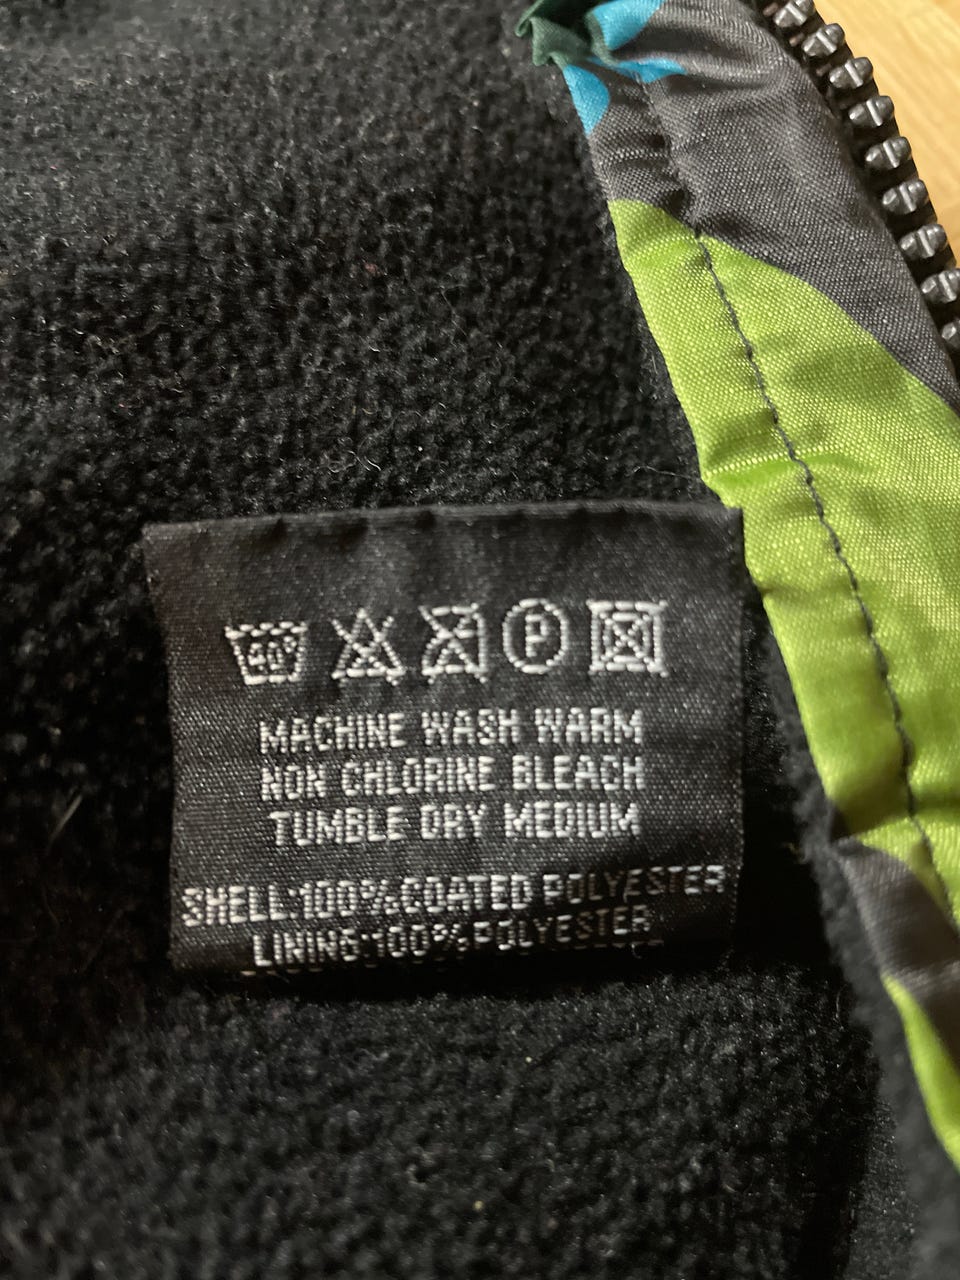 40° P
MACHINE WASH WARM
NON CHLORINE BLEACH
TUMBLE DRY MEDIUM
SHELL:100%COATED POLYESTER
LINING:100%POLYESTER